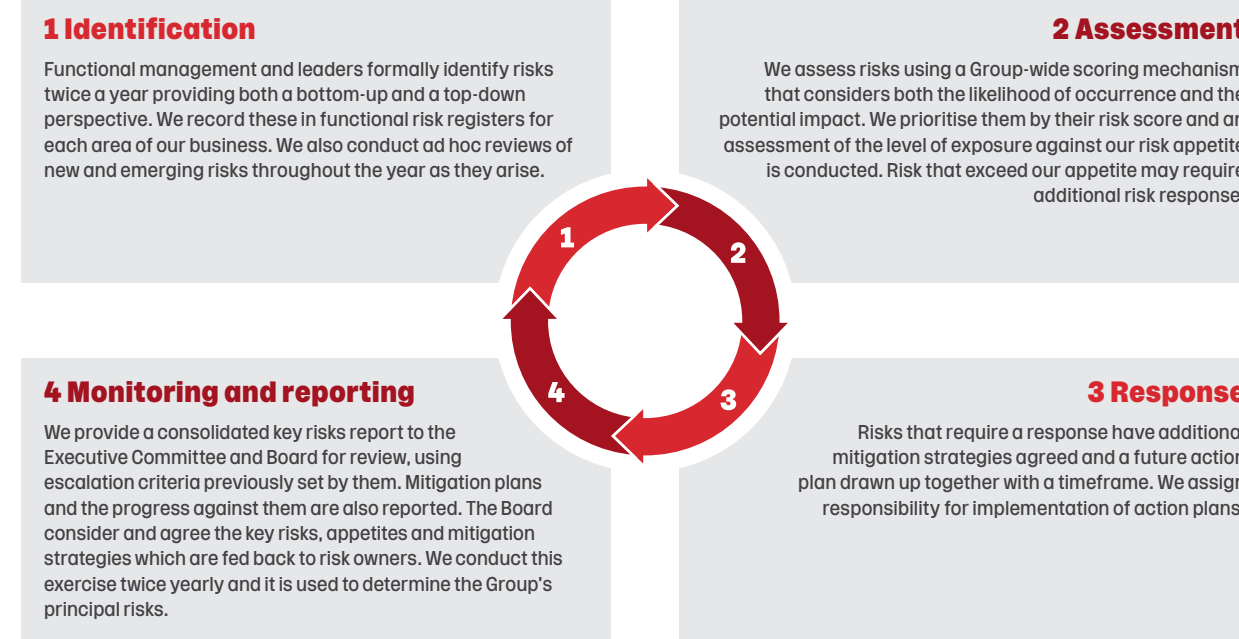 1 Identification
Functional management and leaders formally identify risks
twice a year providing both a bottom-up and a top-down
perspective. We record these in functional risk registers for
each area of our business. We also conduct ad hoc reviews of
new and emerging risks throughout the year as they arise.
2 Assessment
We assess risks using a Group-wide scoring mechanism
that considers both the likelihood of occurrence and the
potential impact. We prioritise them by their risk score and an
assessment of the level of exposure against our risk appetite
is conducted. Risk that exceed our appetite may require
additional risk response
1
2
3
4
4 Monitoring and reporting
We provide a consolidated key risks report to the
Executive Committee and Board for review, using
escalation criteria previously set by them. Mitigation plans
and the progress against them are also reported. The Board
consider and agree the key risks, appetites and mitigation
strategies which are fed back to risk owners. We conduct this
exercise twice yearly and it is used to determine the Group's
principal risks.
3 Response
Risks that require a response have additiona
mitigation strategies agreed and a future action
plan drawn up together with a timeframe. We assign
responsibility for implementation of action plans